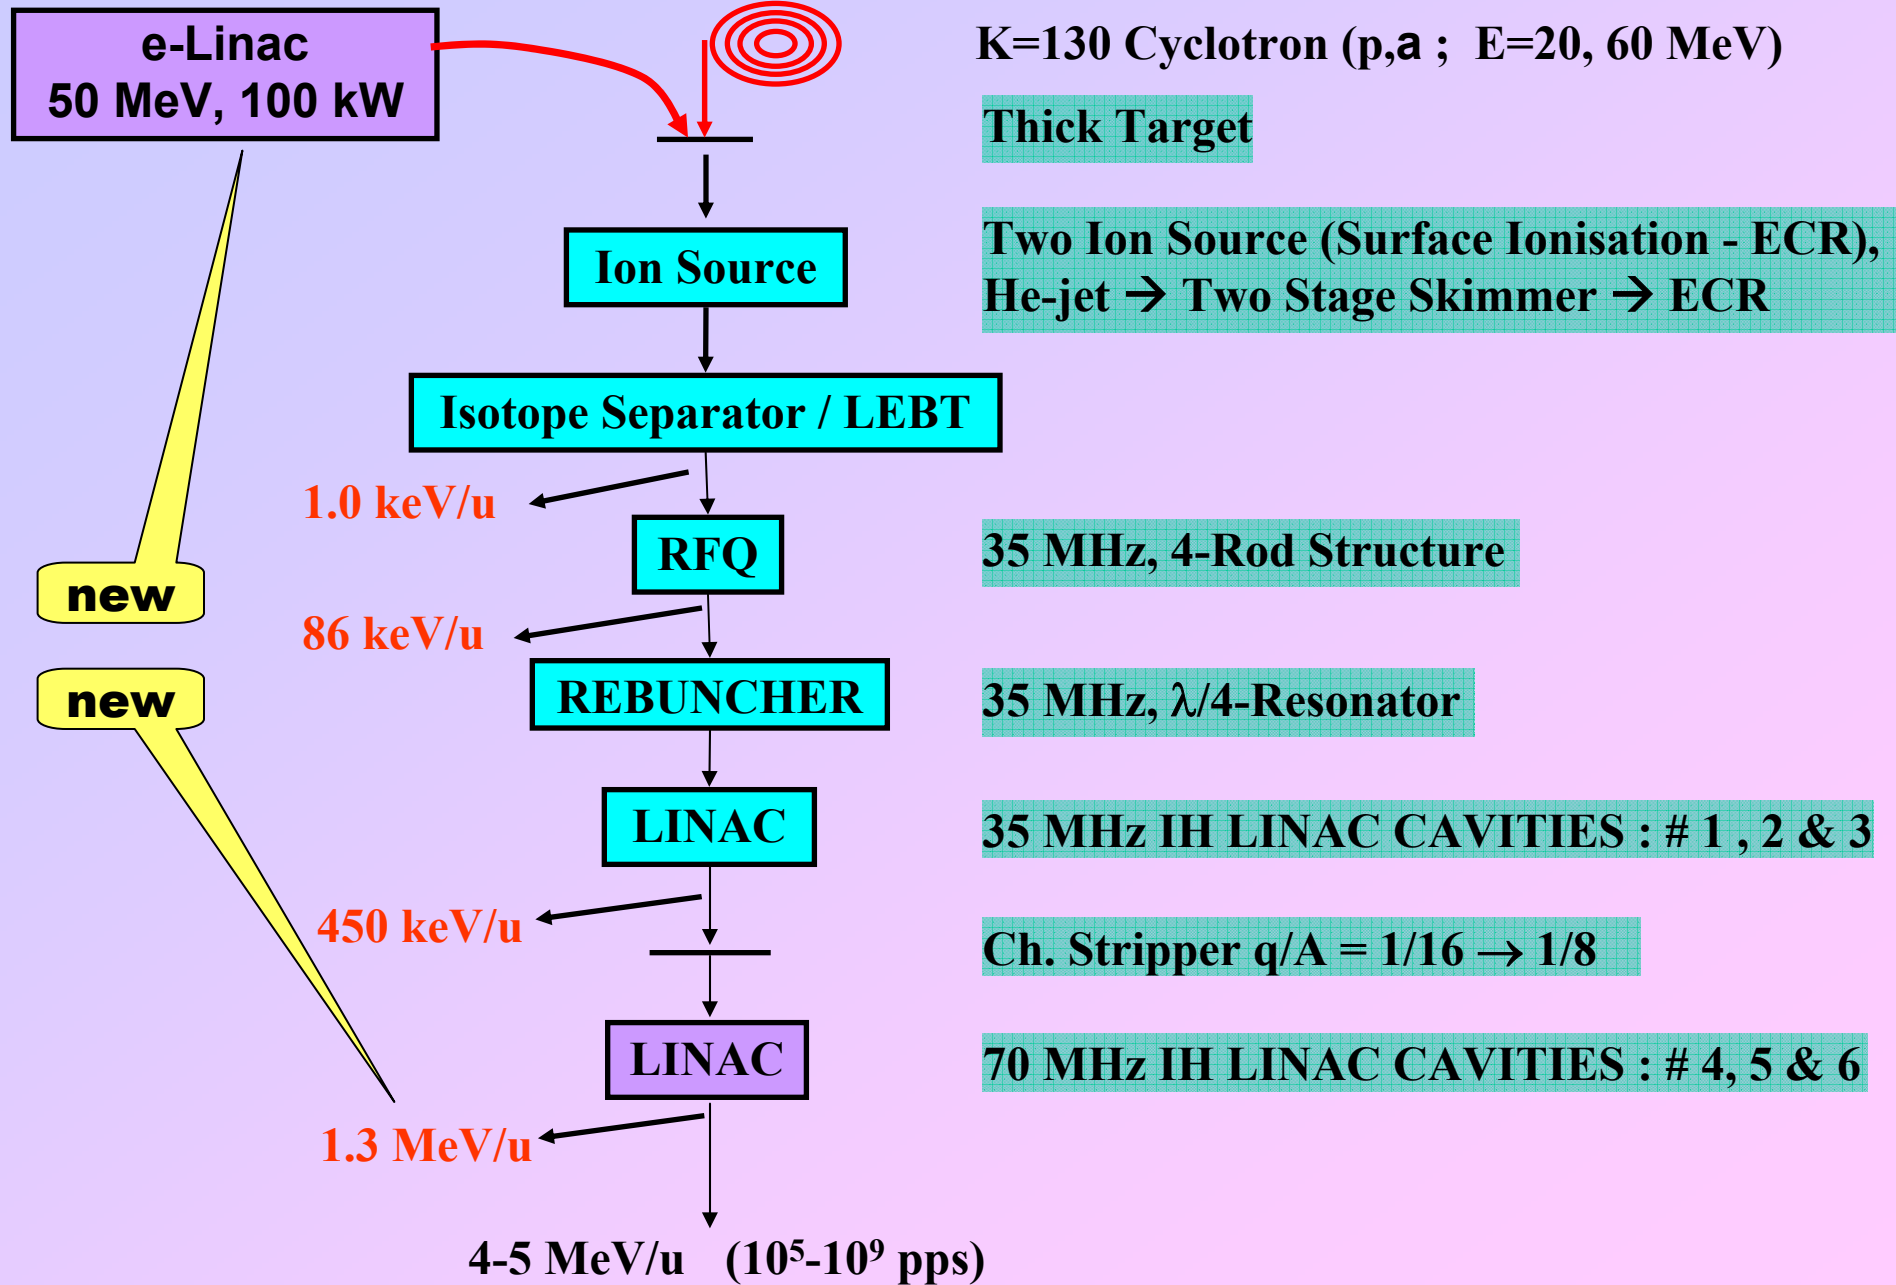 e-Linac
50 MeV, 100 kW
K=130 Cyclotron (p,a ; E=20, 60 MeV)
Thick Target
Ion Source
Two Ion Source (Surface Ionisation - ECR),
He-jet → Two Stage Skimmer → ECR
Isotope Separator / LEBT
1.0 keV/u
RFQ
35 MHz, 4-Rod Structure
new
86 keV/u
new
REBUNCHER
35 MHz, λ/4-Resonator
LINAC
35 MHz IH LINAC CAVITIES : # 1 , 2 & 3
450 keV/u
Ch. Stripper q/A = 1/16 → 1/8
LINAC
70 MHz IH LINAC CAVITIES : # 4, 5 & 6
1.3 MeV/u
4-5 MeV/u (10⁵-10⁹ pps)